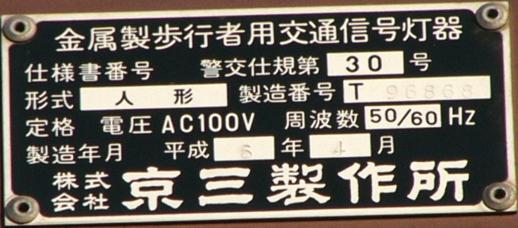 金属製歩行者用交通信号灯器
仕様書番号 警交仕規第 30 号
形式 人形 製造番号 T 96868
定格 電圧 AC100V 周波数 50/60 Hz
製造年月 平成 6 年 4 月
株式会社 京三製作所